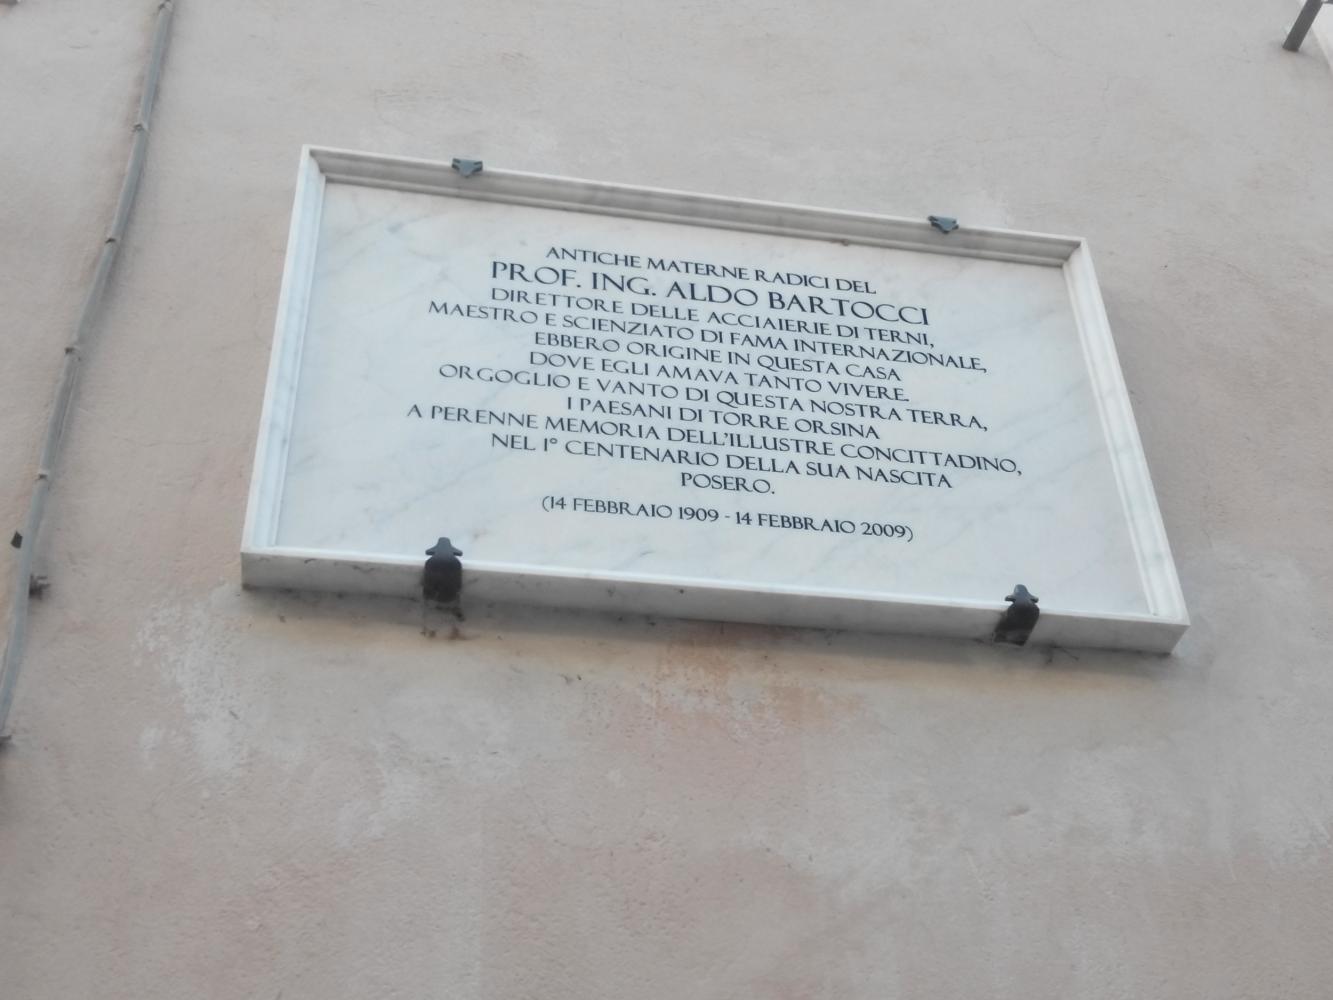 ANTICHE MATERNE RADICI DEL
PROF. ING. ALDO BARTOCCI
DIRETTORE DELLE ACCIAIERIE DI TERNI,
MAESTRO E SCIENZIATO DI FAMA INTERNAZIONALE,
EBBERO ORIGINE IN QUESTA CASA
DOVE EGLI AMAVA TANTO VIVERE.
ORGOGLIO E VANTO DI QUESTA NOSTRA TERRA,
I PAESANI DI TORRE ORSINA
A PERENNE MEMORIA DELL'ILLUSTRE CONCITTADINO,
NEL I° CENTENARIO DELLA SUA NASCITA
POSERO.
(14 FEBBRAIO 1909 - 14 FEBBRAIO 2009)